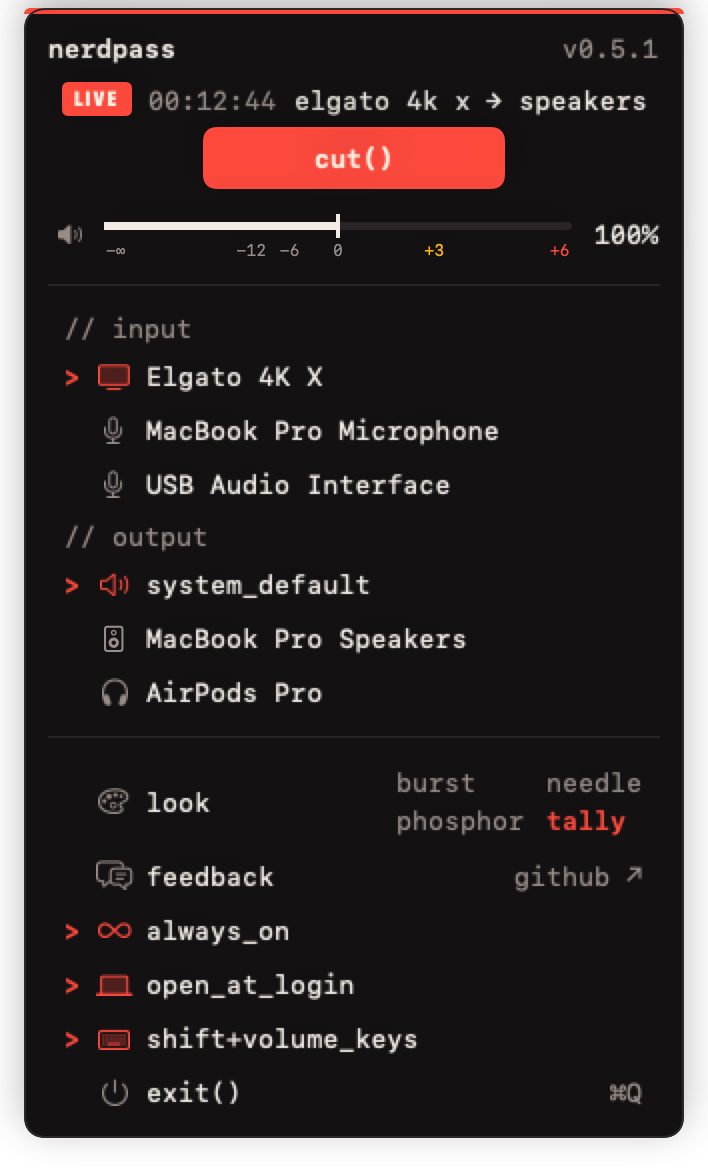 nerdpass v0.5.1
LIVE 00:12:44 elgato 4k x → speakers
cut()
100%
−∞ −12 −6 0 +3 +6
// input
> Elgato 4K X
MacBook Pro Microphone
USB Audio Interface
// output
> system_default
MacBook Pro Speakers
AirPods Pro
look burst needle
phosphor tally
feedback github ↗
> always_on
> open_at_login
> shift+volume_keys
exit() ⌘Q